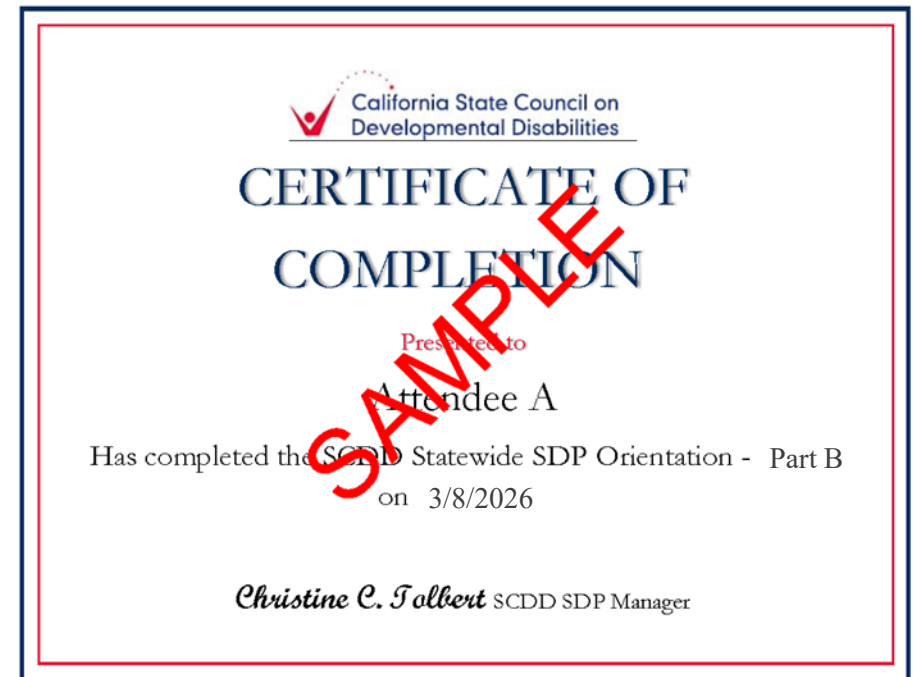 California State Council on
Developmental Disabilities
CERTIFICATE OF
COMPLETION
SAMPLE
Presented to
Attendee A
Has completed the SCDD Statewide SDP Orientation - Part B
on 3/8/2026
Christine C. Tolbert SCDD SDP Manager